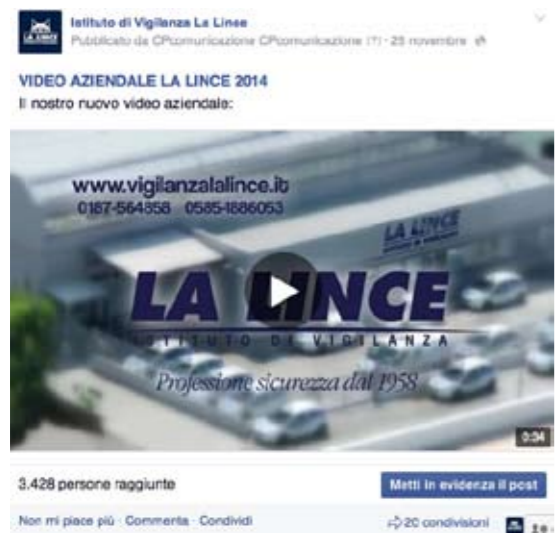 Istituto di Vigilanza La Lince
Pubblicato da CPcomunicazione CPcomunicazione [?] · 25 novembre
VIDEO AZIENDALE LA LINCE 2014
Il nostro nuovo video aziendale:
www.vigilanzalalince.it
0187-564858 0585-1886053
LA LINCE
LA LINCE
ISTITUTO DI VIGILANZA
Professione sicurezza dal 1958
0:34
3.428 persone raggiunte
Metti in evidenza il post
Non mi piace più · Commenta · Condividi
20 condivisioni